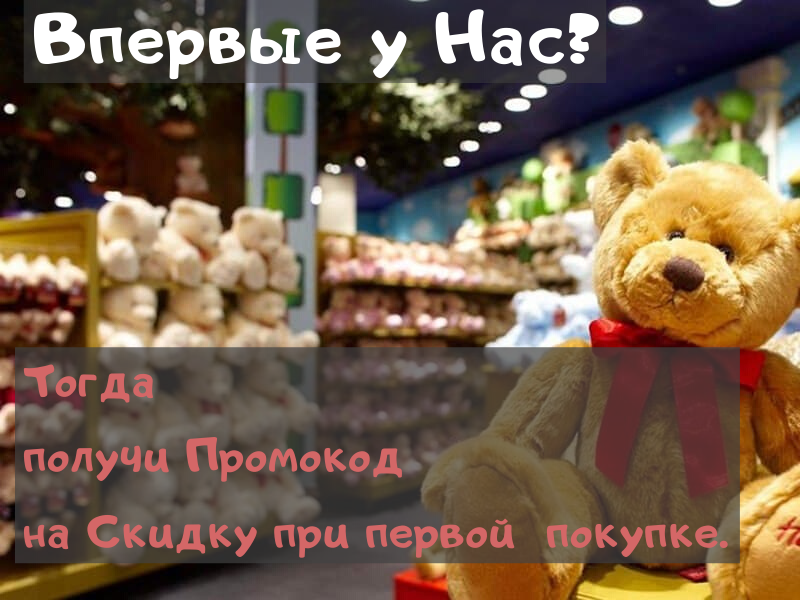 Впервые у Нас?
Тогда
получи Промокод
на Скидку при первой покупке.